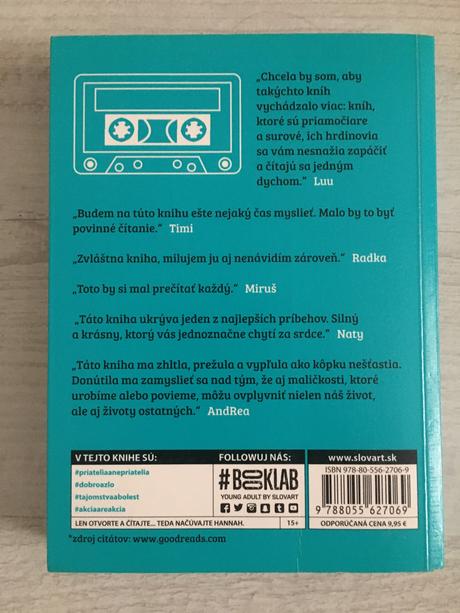 „Chcela by som, aby
takýchto kníh
vychádzalo viac: kníh,
ktoré sú priamočiare
a surové, ich hrdinovia
sa vám nesnažia zapáčiť
a čítajú sa jedným
dychom.“ Luu
„Budem na túto knihu ešte nejaký čas myslieť. Malo by to byť
povinné čítanie.“ Timi
„Zvláštna kniha, milujem ju aj nenávidím zároveň.“ Radka
„Toto by si mal prečítať každý.“ Miruš
„Táto kniha ukrýva jeden z najlepších príbehov. Silný
a krásny, ktorý vás jednoznačne chytí za srdce.“ Naty
„Táto kniha ma zhltla, prežula a vypľula ako kôpku nešťastia.
Donútila ma zamyslieť sa nad tým, že aj maličkosti, ktoré
urobíme alebo povieme, môžu ovplyvniť nielen náš život,
ale aj životy ostatných.“ AndRea
V TEJTO KNIHE SÚ:
#priateliaanepriatelia
#dobroazlo
#tajomstvaabolest
#akciaareakcia
LEN OTVORTE A ČÍTAJTE... TEDA NAČÚVAJTE HANNAH.
FOLLOWUJ NÁS:
#BOOKLAB
YOUNG ADULT BY SLOVART
15+
www.slovart.sk
ISBN 978-80-556-2706-9
9 788055 627069
ODPORÚČANÁ CENA 9,95 €
*zdroj citátov: www.goodreads.com